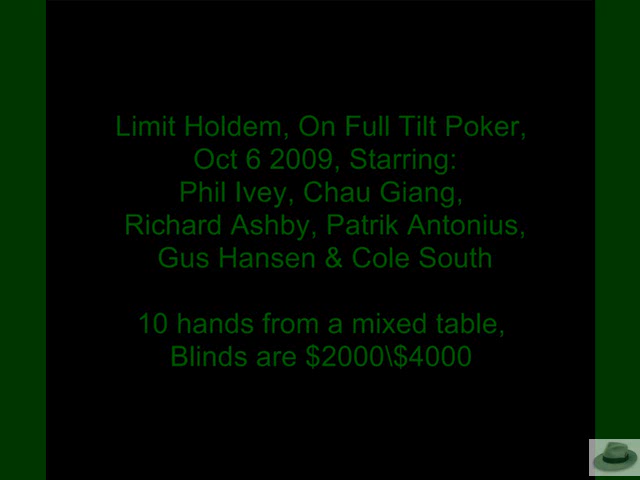 Limit Holdem, On Full Tilt Poker,
Oct 6 2009, Starring:
Phil Ivey, Chau Giang,
Richard Ashby, Patrik Antonius,
Gus Hansen & Cole South
10 hands from a mixed table,
Blinds are $2000\$4000